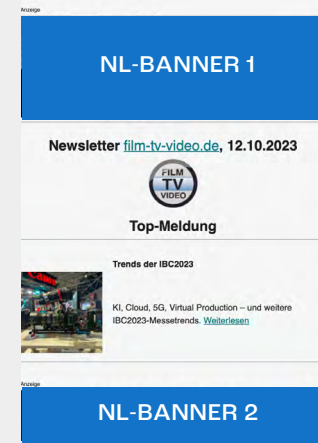 Anzeige
NL-BANNER 1
Newsletter film-tv-video.de, 12.10.2023
FILM
TV
VIDEO
Top-Meldung
Trends der IBC2023
Canon
KI, Cloud, 5G, Virtual Production – und weitere
IBC2023-Messetrends. Weiterlesen
Anzeige
NL-BANNER 2